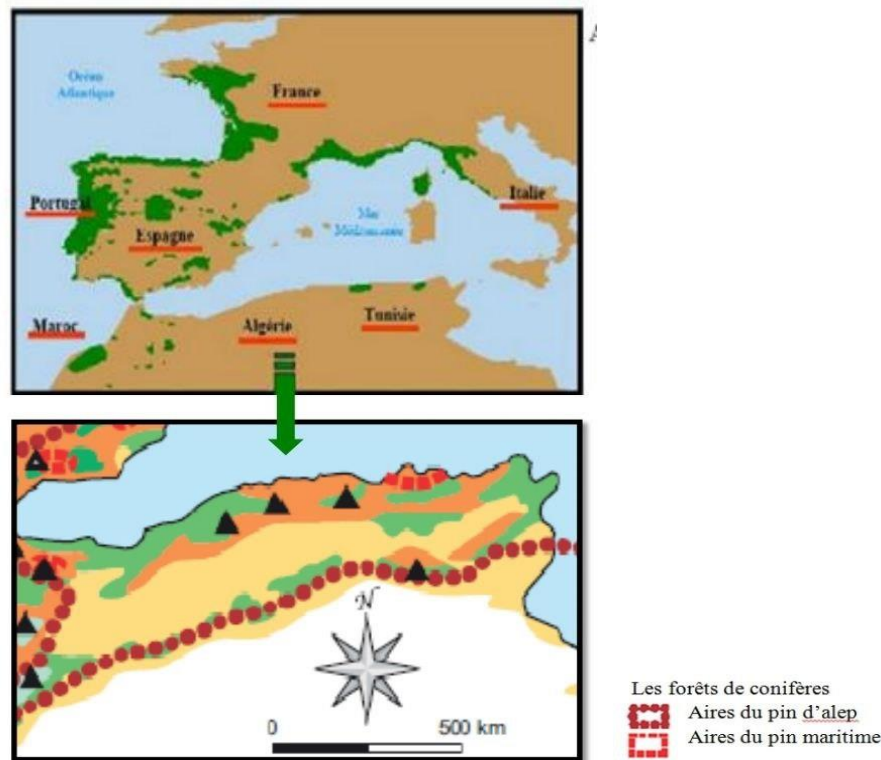 Océan
Atlantique
France
Portugal
Espagne
Italie
Mer
Méditerranée
Maroc
Algérie
Tunisie
N
0 500 km
Les forêts de conifères
Aires du pin d’alep
Aires du pin maritime